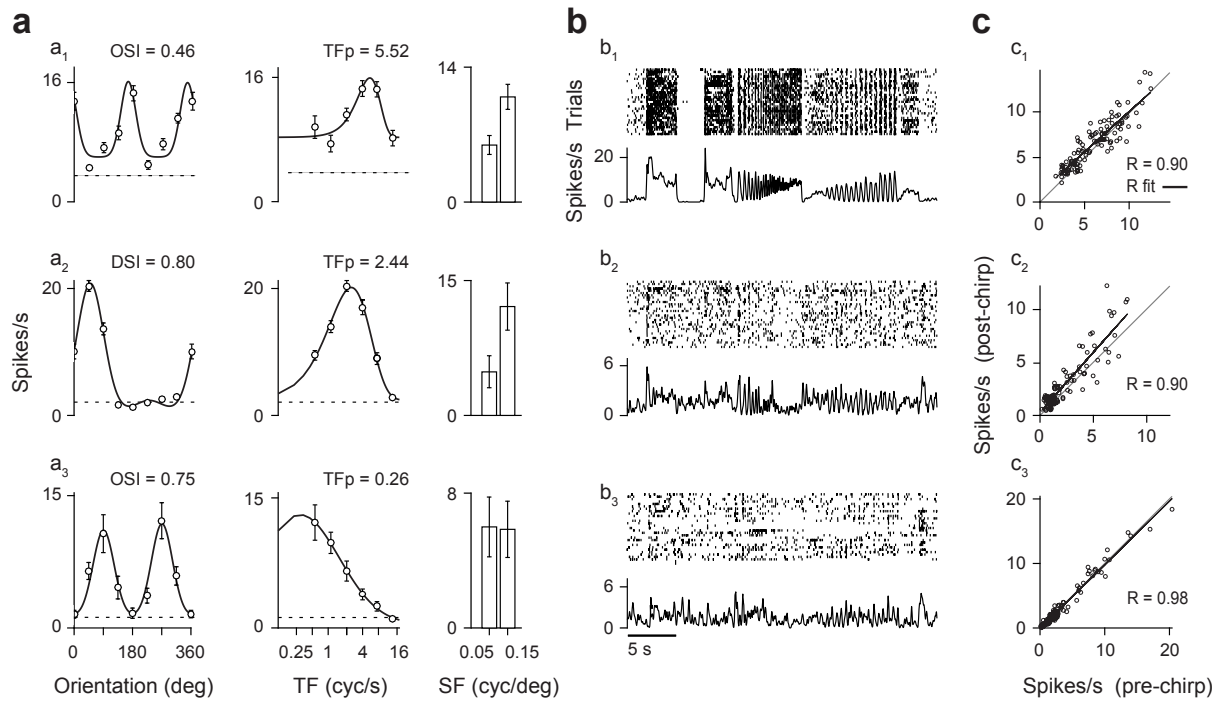 a
b
c
a1
OSI = 0.46
TFp = 5.52
b1
c1
16
0
16
0
14
0
Trials
Spikes/s
20
0
10
5
0
0
5
10
R = 0.90
R fit
a2
DSI = 0.80
TFp = 2.44
b2
c2
Spikes/s
20
0
20
0
15
0
6
0
Spikes/s (post-chirp)
10
5
0
0
5
10
R = 0.90
a3
OSI = 0.75
TFp = 0.26
b3
c3
15
0
15
0
8
0
6
0
20
10
0
R = 0.98
0
180
360
0.25
1
4
16
0.05
0.15
5 s
0
10
20
Orientation (deg)
TF (cyc/s)
SF (cyc/deg)
Spikes/s (pre-chirp)